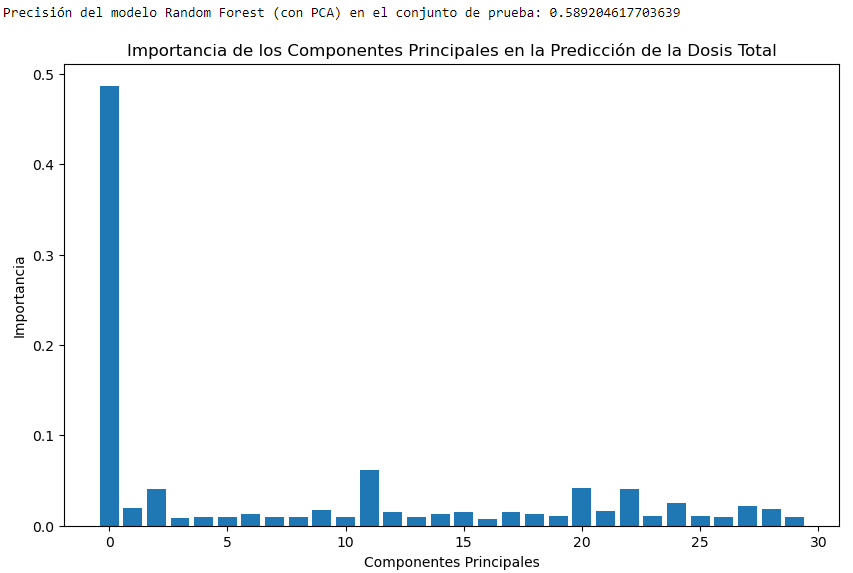 Precisión del modelo Random Forest (con PCA) en el conjunto de prueba: 0.589204617703639
Importancia de los Componentes Principales en la Predicción de la Dosis Total
0.5
0.4
0.3
0.2
0.1
0.0
Importancia
0 5 10 15 20 25 30
Componentes Principales